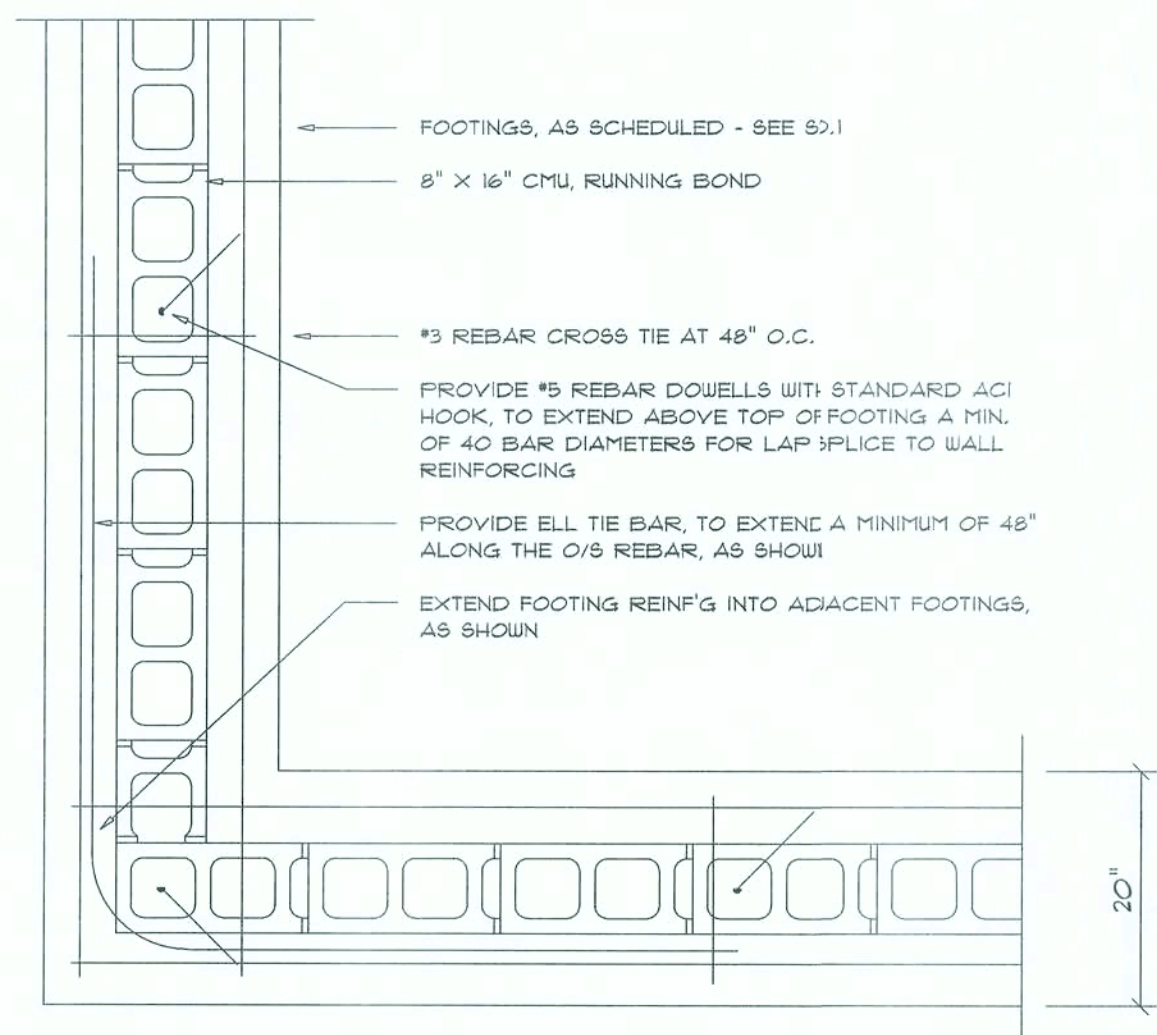 FOOTINGS, AS SCHEDULED - SEE S0.1
8" X 16" CMU, RUNNING BOND
#3 REBAR CROSS TIE AT 48" O.C.
PROVIDE #5 REBAR DOWELLS WITH STANDARD ACI
HOOK, TO EXTEND ABOVE TOP OF FOOTING A MIN.
OF 40 BAR DIAMETERS FOR LAP SPLICE TO WALL
REINFORCING
PROVIDE ELL TIE BAR, TO EXTEND A MINIMUM OF 48"
ALONG THE O/S REBAR, AS SHOWN
EXTEND FOOTING REINF'G INTO ADJACENT FOOTINGS,
AS SHOWN
20"